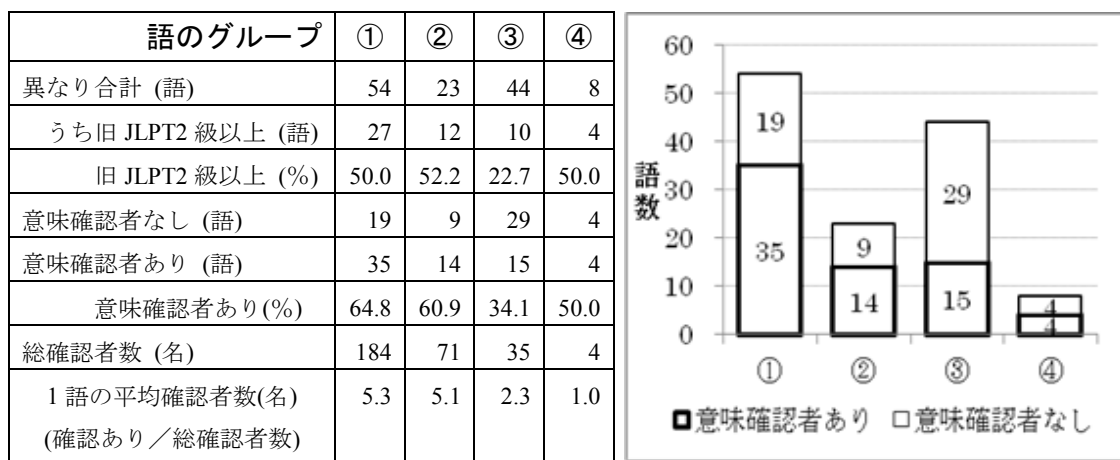 語のグループ ① ② ③ ④
異なり合計 (語) 54 23 44 8
うち旧 JLPT2 級以上 (語) 27 12 10 4
旧 JLPT2 級以上 (%) 50.0 52.2 22.7 50.0
意味確認者なし (語) 19 9 29 4
意味確認者あり (語) 35 14 15 4
意味確認者あり(%) 64.8 60.9 34.1 50.0
総確認者数 (名) 184 71 35 4
1 語の平均確認者数(名) 5.3 5.1 2.3 1.0
(確認あり／総確認者数)
60
50
40
30
20
10
0
語数
19
35
9
14
29
15
4
4
① ② ③ ④
意味確認者あり 意味確認者なし